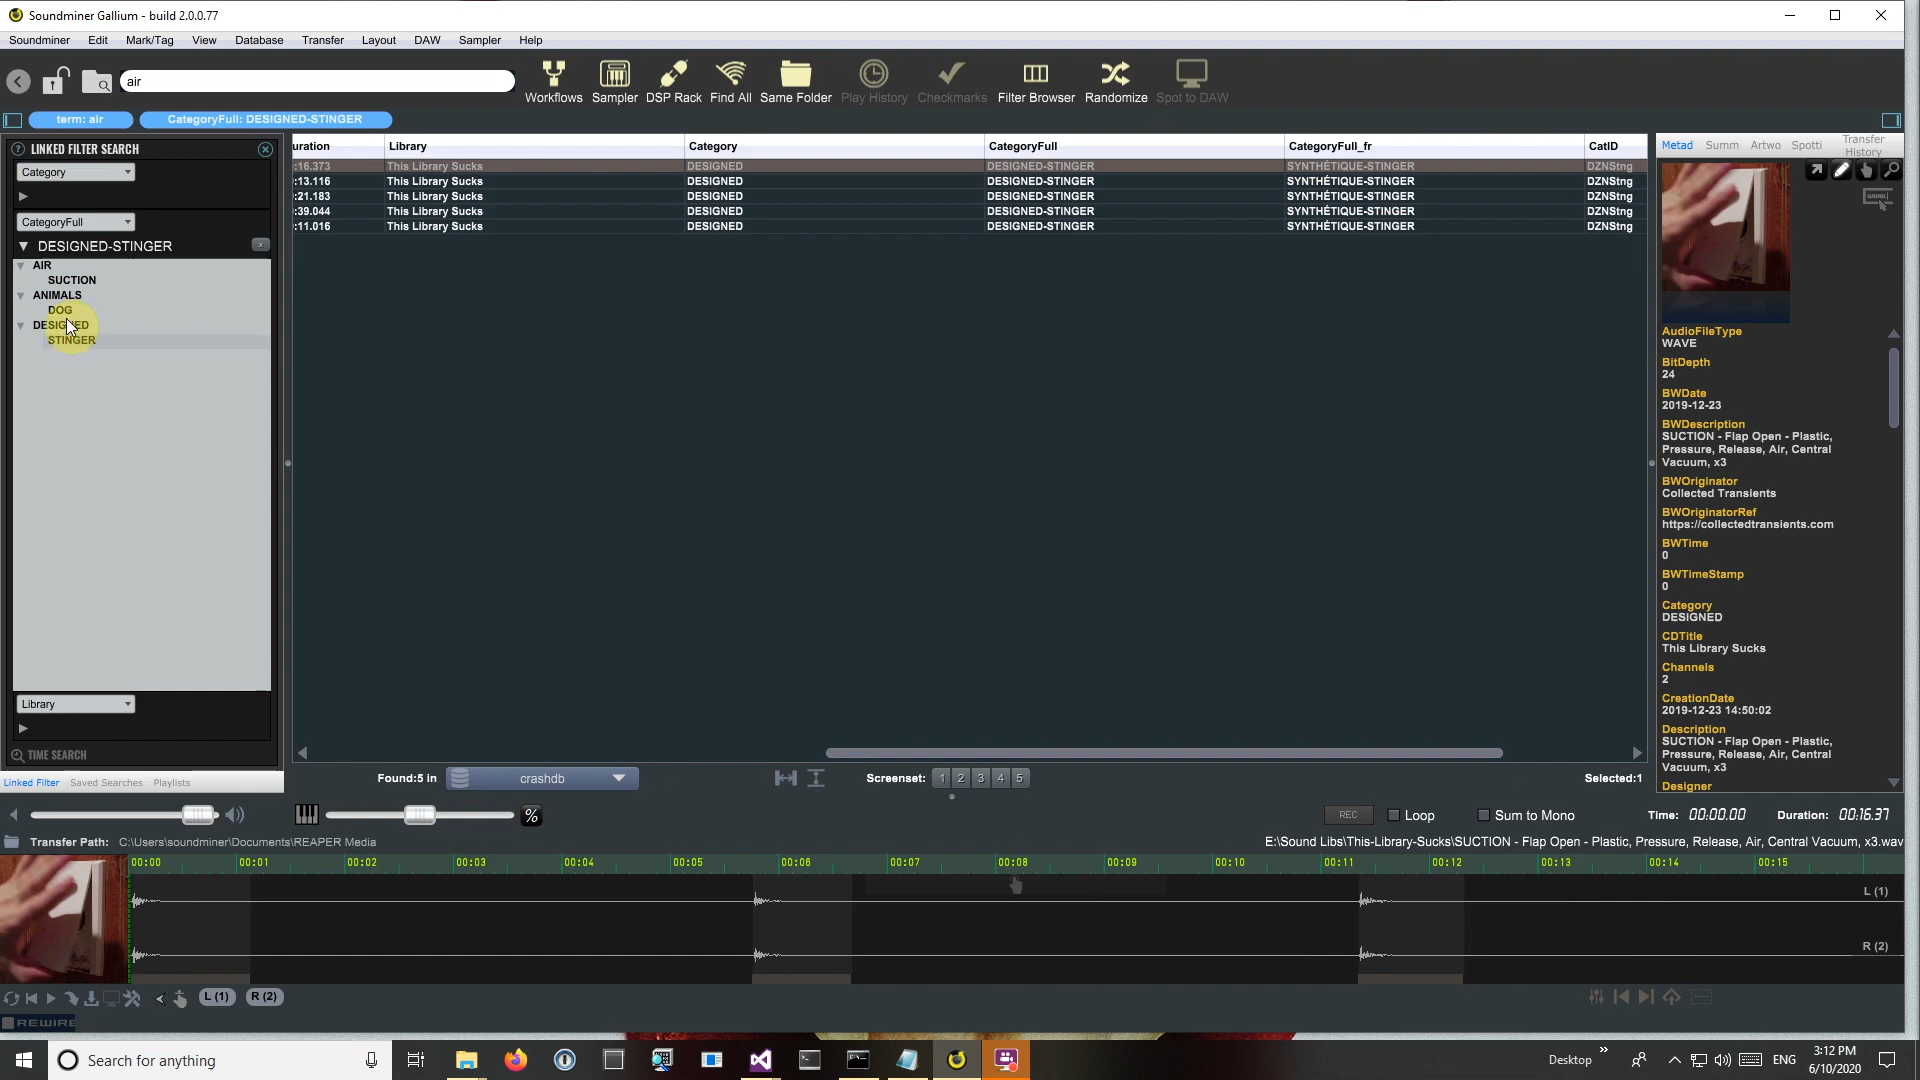 Soundminer Gallium - build 2.0.0.77
Soundminer Edit Mark/Tag View Database Transfer Layout DAW Sampler Help
air
Workflows Sampler DSP Rack Find All Same Folder Play History Checkmarks Filter Browser Randomize Spot to DAW
term: air CategoryFull: DESIGNED-STINGER
LINKED FILTER SEARCH
Category
CategoryFull
DESIGNED-STINGER
AIR
SUCTION
ANIMALS
DOG
DESIGNED
STINGER
Library
TIME SEARCH
Linked Filter Saved Searches Playlists
uration Library Category CategoryFull CategoryFull_fr CatID
:16.373 This Library Sucks DESIGNED DESIGNED-STINGER SYNTHÉTIQUE-STINGER DZNStng
:13.116 This Library Sucks DESIGNED DESIGNED-STINGER SYNTHÉTIQUE-STINGER DZNStng
:21.183 This Library Sucks DESIGNED DESIGNED-STINGER SYNTHÉTIQUE-STINGER DZNStng
:39.044 This Library Sucks DESIGNED DESIGNED-STINGER SYNTHÉTIQUE-STINGER DZNStng
:11.016 This Library Sucks DESIGNED DESIGNED-STINGER SYNTHÉTIQUE-STINGER DZNStng
Found:5 in crashdb Screenset: 1 2 3 4 5 Selected:1
Metad Summ Artwo Spotti Transfer History
AudioFileType
WAVE
BitDepth
24
BWDate
2019-12-23
BWDescription
SUCTION - Flap Open - Plastic,
Pressure, Release, Air, Central
Vacuum, x3
BWOriginator
Collected Transients
BWOriginatorRef
https://collectedtransients.com
BWTime
0
BWTimeStamp
0
Category
DESIGNED
CDTitle
This Library Sucks
Channels
2
CreationDate
2019-12-23 14:50:02
Description
SUCTION - Flap Open - Plastic,
Pressure, Release, Air, Central
Vacuum, x3
Designer
% REC Loop Sum to Mono Time: 00:00.00 Duration: 00:16.37
Transfer Path: C:\Users\soundminer\Documents\REAPER Media E:\Sound Libs\This-Library-Sucks\SUCTION - Flap Open - Plastic, Pressure, Release, Air, Central Vacuum, x3.wav
00:00 00:01 00:02 00:03 00:04 00:05 00:06 00:07 00:08 00:09 00:10 00:11 00:12 00:13 00:14 00:15
L (1)
R (2)
L (1) R (2)
REWIRE
Search for anything Desktop ENG 3:12 PM
6/10/2020